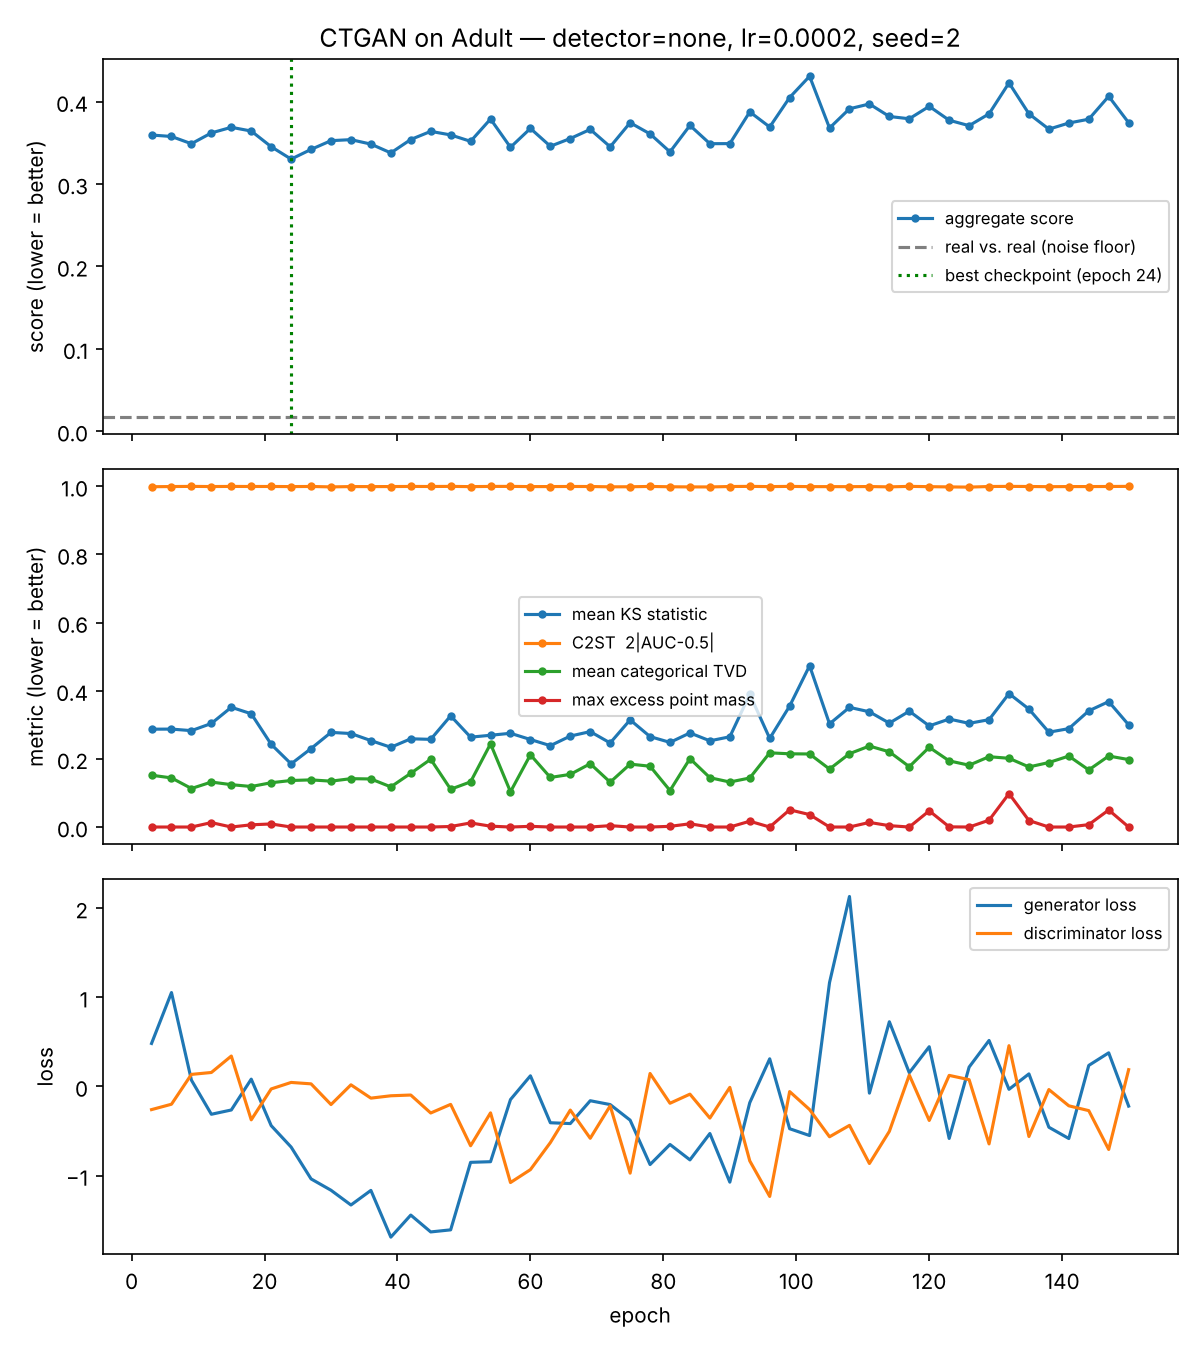 CTGAN on Adult — detector=none, lr=0.0002, seed=2
score (lower = better)
0.4
0.3
0.2
0.1
0.0
aggregate score
real vs. real (noise floor)
best checkpoint (epoch 24)
metric (lower = better)
1.0
0.8
0.6
0.4
0.2
0.0
mean KS statistic
C2ST  2|AUC-0.5|
mean categorical TVD
max excess point mass
loss
2
1
0
−1
generator loss
discriminator loss
0 20 40 60 80 100 120 140
epoch